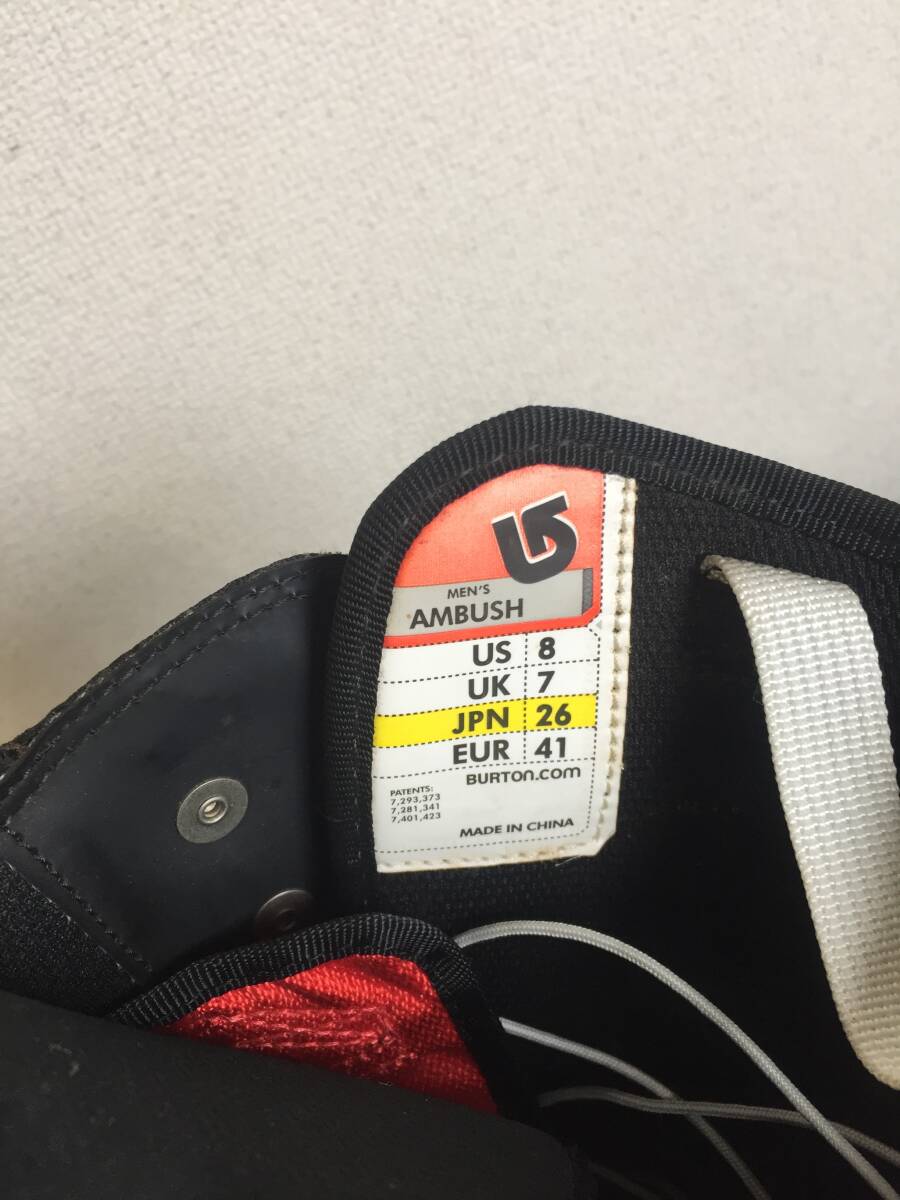 MEN'S
AMBUSH
US 8
UK 7
JPN 26
EUR 41
BURTON.COM
PATENTS:
7,293,373
7,281,341
7,401,423
MADE IN CHINA